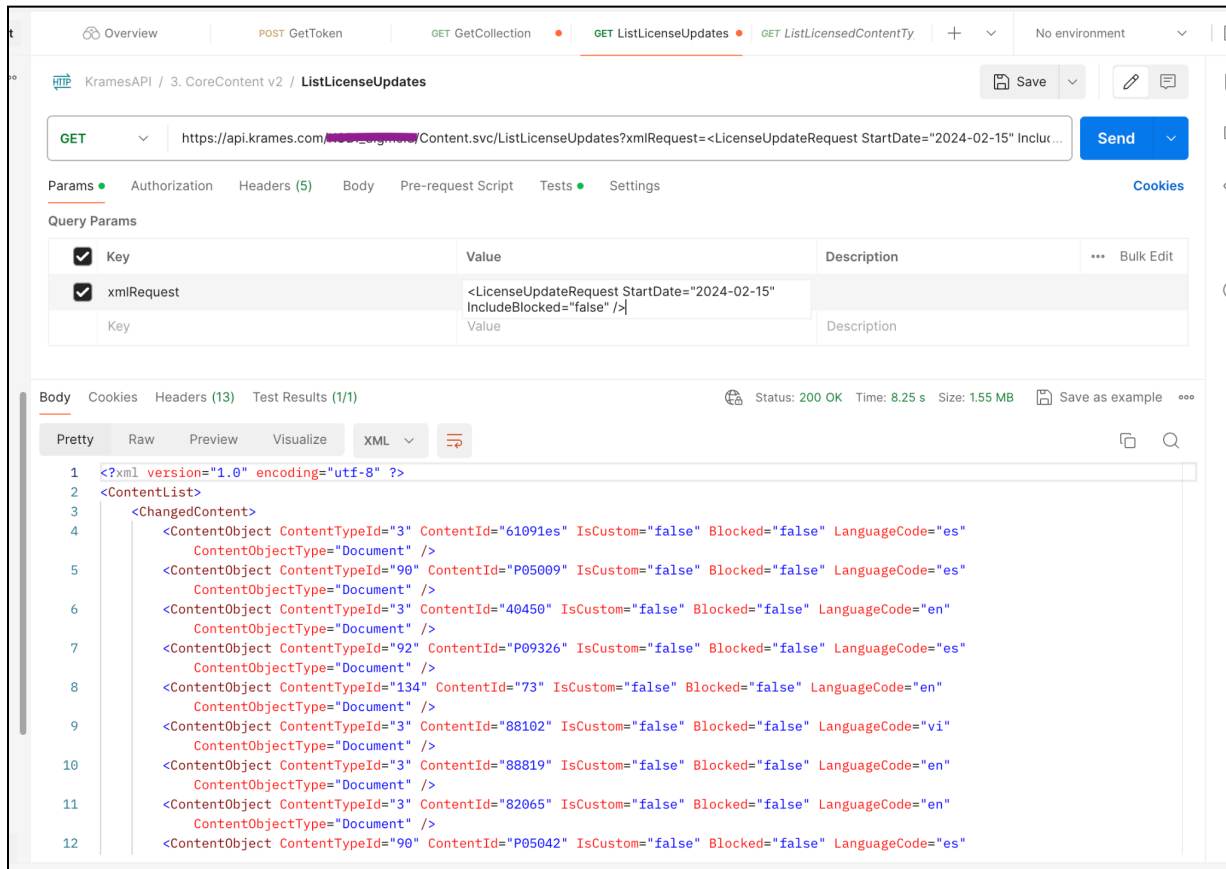 t
Overview
POST GetToken
GET GetCollection
GET ListLicenseUpdates
GET ListLicensedContentTy
No environment
HTTP KramesAPI / 3. CoreContent v2 / ListLicenseUpdates
Save
GET
https://api.krames.com/ /Content.svc/ListLicenseUpdates?xmlRequest=<LicenseUpdateRequest StartDate="2024-02-15" Incluc...
Send
Params Authorization Headers (5) Body Pre-request Script Tests Settings Cookies
Query Params
Key Value Description Bulk Edit
xmlRequest
<LicenseUpdateRequest StartDate="2024-02-15"
IncludeBlocked="false" />
Key Value Description
Body Cookies Headers (13) Test Results (1/1) Status: 200 OK Time: 8.25 s Size: 1.55 MB Save as example
Pretty Raw Preview Visualize XML
1 <?xml version="1.0" encoding="utf-8" ?>
2 <ContentList>
3 <ChangedContent>
4 <ContentObject ContentTypeId="3" ContentId="61091es" IsCustom="false" Blocked="false" LanguageCode="es"
ContentObjectType="Document" />
5 <ContentObject ContentTypeId="90" ContentId="P05009" IsCustom="false" Blocked="false" LanguageCode="es"
ContentObjectType="Document" />
6 <ContentObject ContentTypeId="3" ContentId="40450" IsCustom="false" Blocked="false" LanguageCode="en"
ContentObjectType="Document" />
7 <ContentObject ContentTypeId="92" ContentId="P09326" IsCustom="false" Blocked="false" LanguageCode="es"
ContentObjectType="Document" />
8 <ContentObject ContentTypeId="134" ContentId="73" IsCustom="false" Blocked="false" LanguageCode="en"
ContentObjectType="Document" />
9 <ContentObject ContentTypeId="3" ContentId="88102" IsCustom="false" Blocked="false" LanguageCode="vi"
ContentObjectType="Document" />
10 <ContentObject ContentTypeId="3" ContentId="88819" IsCustom="false" Blocked="false" LanguageCode="en"
ContentObjectType="Document" />
11 <ContentObject ContentTypeId="3" ContentId="82065" IsCustom="false" Blocked="false" LanguageCode="en"
ContentObjectType="Document" />
12 <ContentObject ContentTypeId="90" ContentId="P05042" IsCustom="false" Blocked="false" LanguageCode="es"